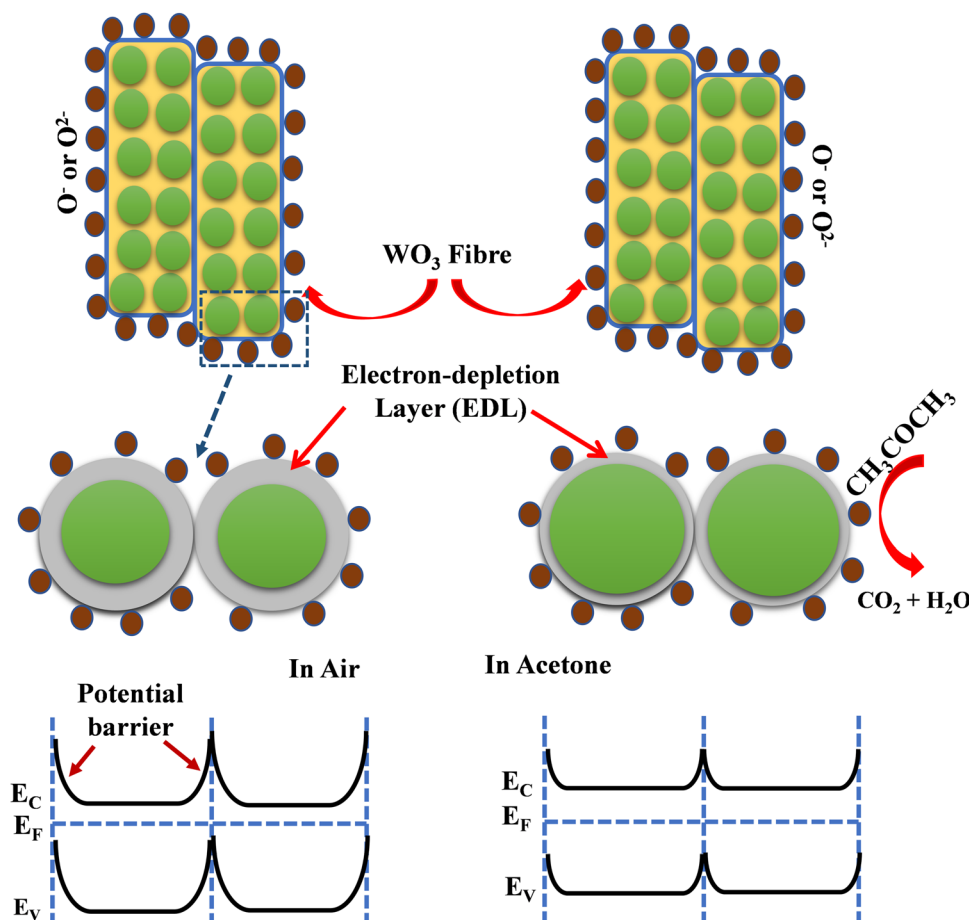 O⁻ or O²⁻
O⁻ or O²⁻
WO₃ Fibre
Electron-depletion
Layer (EDL)
CH₃COCH₃
CO₂ + H₂O
In Air
In Acetone
Potential
barrier
E_C
E_F
E_V
E_C
E_F
E_V